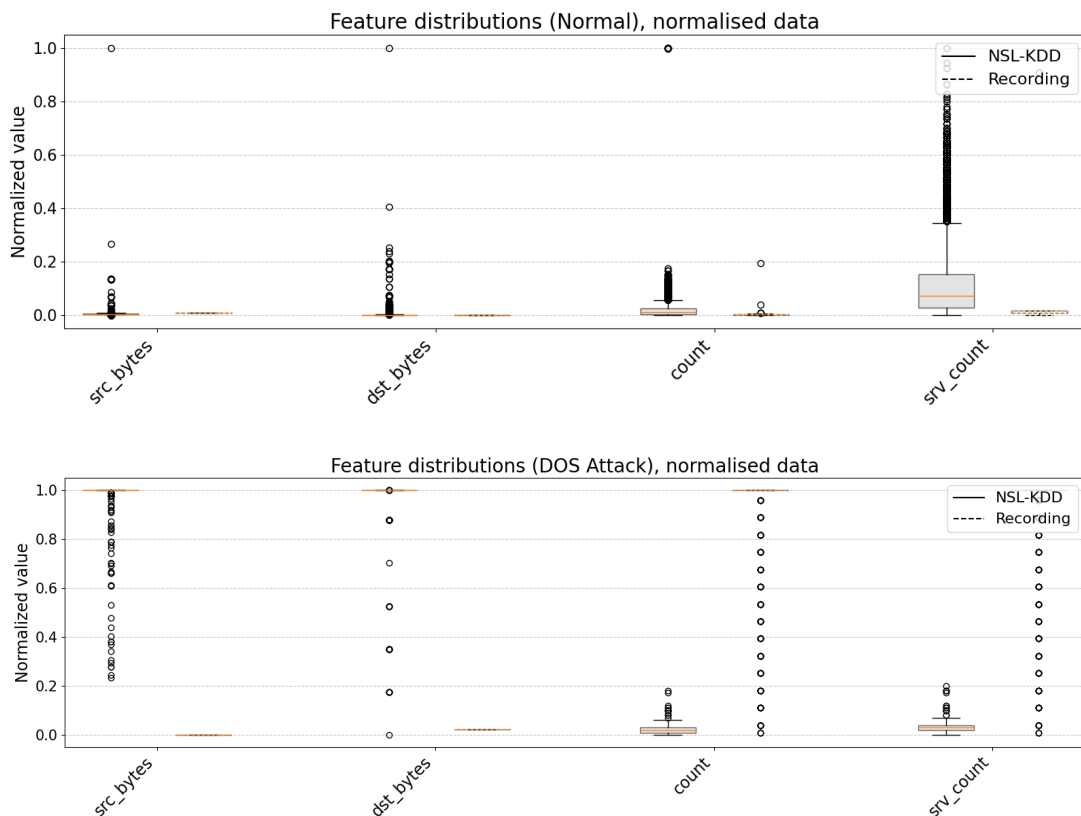 Feature distributions (Normal), normalised data
Normalized value
1.0
0.8
0.6
0.4
0.2
0.0
NSL-KDD
Recording
src_bytes
dst_bytes
count
srv_count
Feature distributions (DOS Attack), normalised data
Normalized value
1.0
0.8
0.6
0.4
0.2
0.0
NSL-KDD
Recording
src_bytes
dst_bytes
count
srv_count